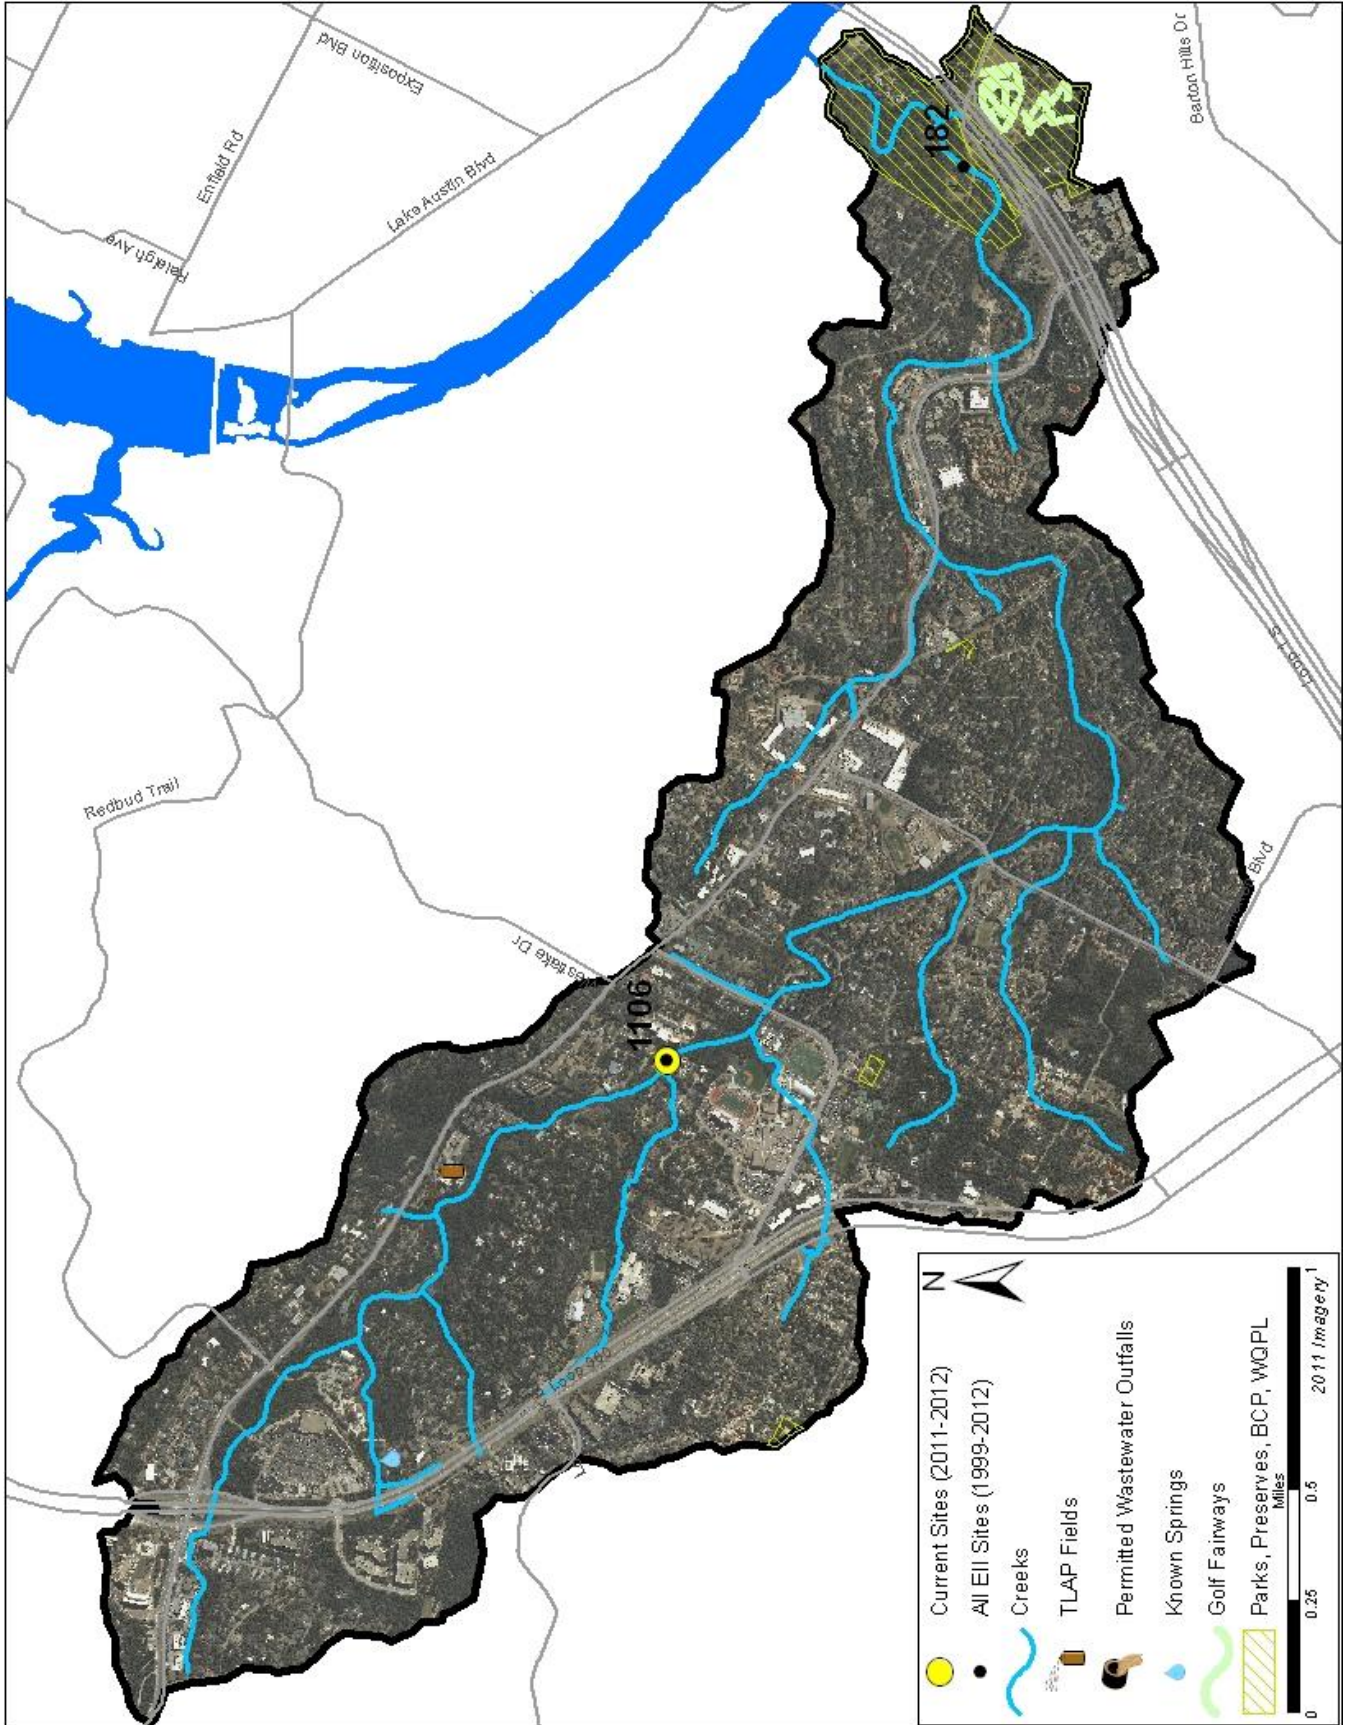 Exposition Blvd
Enfield Rd
Raleigh Ave
Lake Austin Blvd
Barton Hills Dr
182
Loop 1 S
Redbud Trail
Westlake Dr
1106
Blvd
Loop 360
N
Current Sites (2011-2012)
All EII Sites (1999-2012)
Creeks
TLAP Fields
Permitted Wastewater Outfalls
Known Springs
Golf Fairways
Parks, Preserves, BCP, WQPL
Miles
0 0.25 0.5 1
2011 Imagery